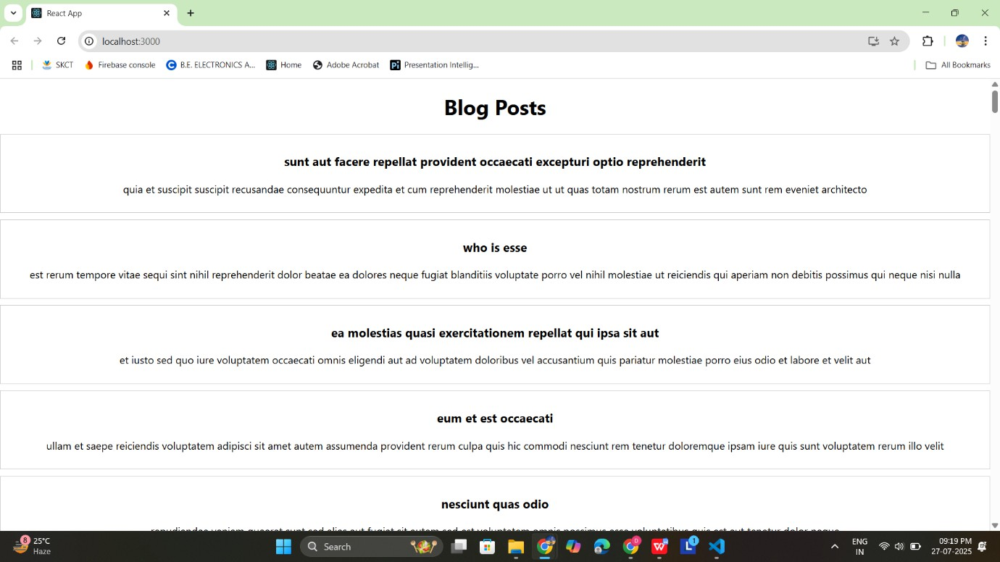 React App
localhost:3000
SKCT
Firebase console
B.E. ELECTRONICS A...
Home
Adobe Acrobat
Presentation Intellig...
All Bookmarks
Blog Posts
sunt aut facere repellat provident occaecati excepturi optio reprehenderit
quia et suscipit suscipit recusandae consequuntur expedita et cum reprehenderit molestiae ut ut quas totam nostrum rerum est autem sunt rem eveniet architecto
who is esse
est rerum tempore vitae sequi sint nihil reprehenderit dolor beatae ea dolores neque fugiat blanditiis voluptate porro vel nihil molestiae ut reiciendis qui aperiam non debitis possimus qui neque nisi nulla
ea molestias quasi exercitationem repellat qui ipsa sit aut
et iusto sed quo iure voluptatem occaecati omnis eligendi aut ad voluptatem doloribus vel accusantium quis pariatur molestiae porro eius odio et labore et velit aut
eum et est occaecati
ullam et saepe reiciendis voluptatem adipisci sit amet autem assumenda provident rerum culpa quis hic commodi nesciunt rem tenetur doloremque ipsam iure quis sunt voluptatem rerum illo velit
nesciunt quas odio
8
25°C
Haze
Search
0
1
ENG
IN
09:19 PM
27-07-2025